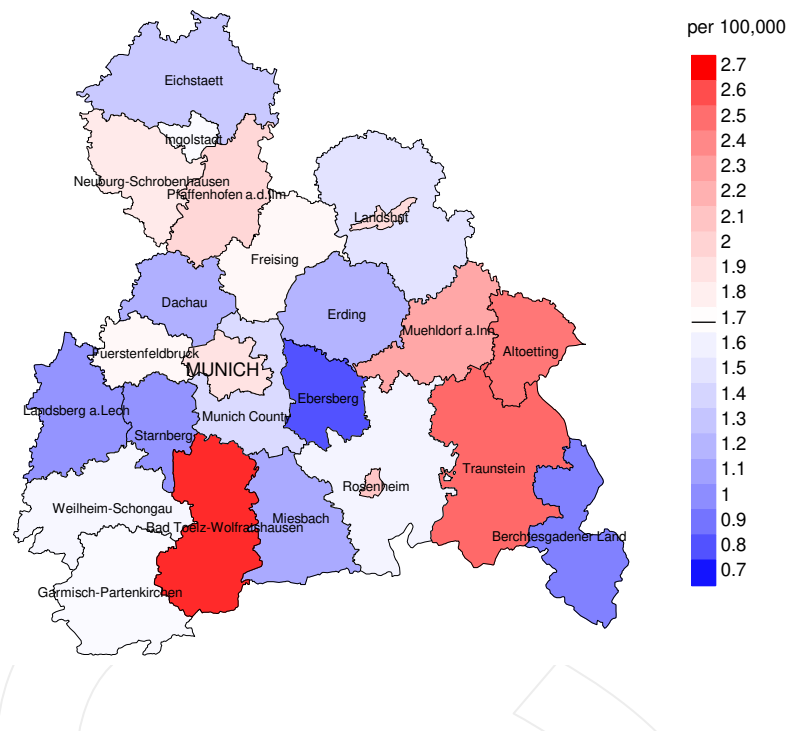 per 100,000
Eichstaett
Ingolstadt
Neuburg-Schrobenhausen
Pfaffenhofen a.d.Ilm
Landshut
Freising
Dachau
Erding
Muehldorf a.Inn
Altoetting
Fuerstenfeldbruck
MUNICH
Ebersberg
Landsberg a.Lech
Munich County
Starnberg
Traunstein
Rosenheim
Weilheim-Schongau
Miesbach
Bad Toelz-Wolfratshausen
Berchtesgadener Land
Garmisch-Partenkirchen
2.7
2.6
2.5
2.4
2.3
2.2
2.1
2
1.9
1.8
1.7
1.6
1.5
1.4
1.3
1.2
1.1
1
0.9
0.8
0.7